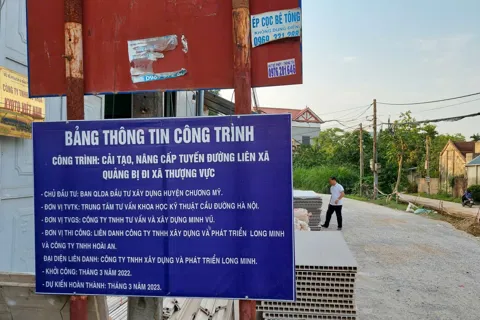 ÉP CỌC BÊ TÔNG
0976.281.646
BẢNG THÔNG TIN CÔNG TRÌNH
CÔNG TRÌNH: CẢI TẠO, NÂNG CẤP TUYẾN ĐƯỜNG LIÊN XÃ
QUẢNG BỊ ĐI XÃ THƯỢNG VỰC
- CHỦ ĐẦU TƯ: BAN QLDA ĐẦU TƯ XÂY DỰNG HUYỆN CHƯƠNG MỸ.
- ĐƠN VỊ TVTK: TRUNG TÂM TƯ VẤN KHOA HỌC KỸ THUẬT CẦU ĐƯỜNG HÀ NỘI.
- ĐƠN VỊ TVGS: CÔNG TY TNHH TƯ VẤN VÀ XÂY DỰNG MINH VŨ.
- ĐƠN VỊ THI CÔNG: LIÊN DANH CÔNG TY TNHH XÂY DỰNG VÀ PHÁT TRIỂN LONG MINH
VÀ CÔNG TY TNHH HOÀI AN.
ĐẠI DIỆN LIÊN DANH: CÔNG TY TNHH XÂY DỰNG VÀ PHÁT TRIỂN LONG MINH.
- KHỞI CÔNG: THÁNG 3 NĂM 2022.
- DỰ KIẾN HOÀN THÀNH: THÁNG 3 NĂM 2023.